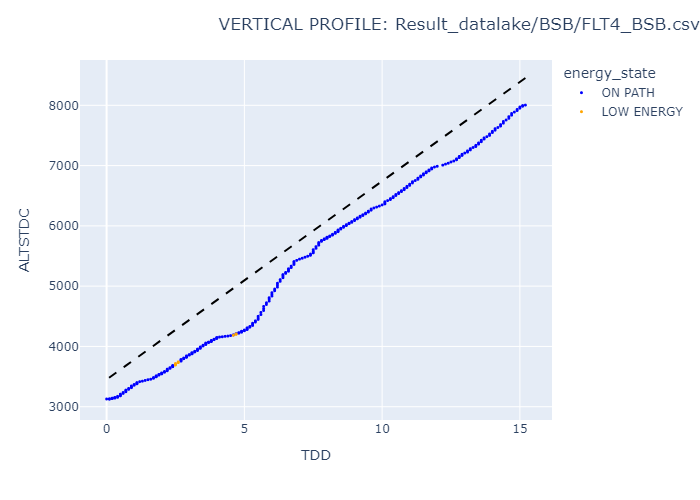 VERTICAL PROFILE: Result_datalake/BSB/FLT4_BSB.csv
energy_state
ON PATH
LOW ENERGY
8000
7000
6000
5000
4000
3000
ALTSTDC
0
5
10
15
TDD